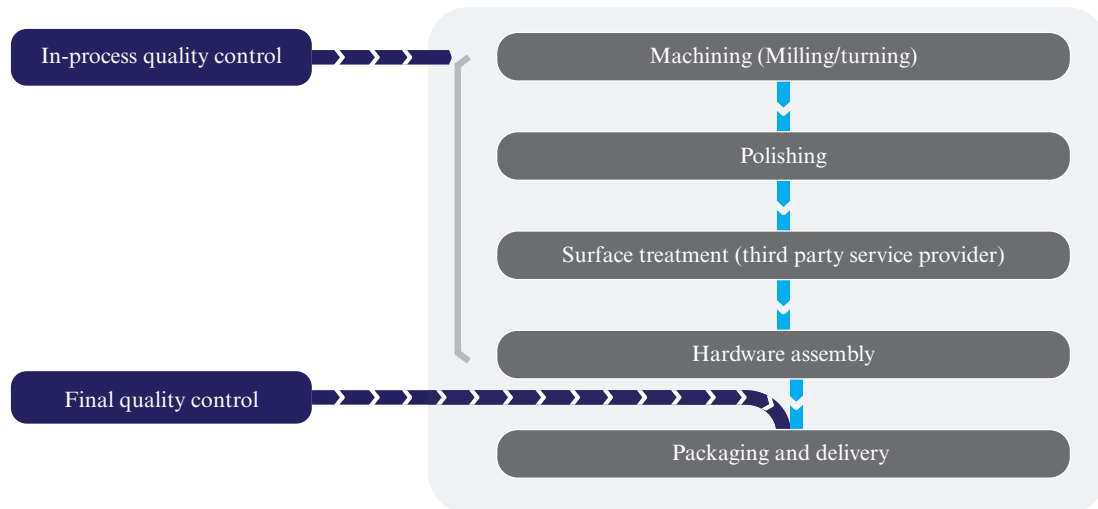 In-process quality control
Machining (Milling/turning)
Polishing
Surface treatment (third party service provider)
Hardware assembly
Final quality control
Packaging and delivery